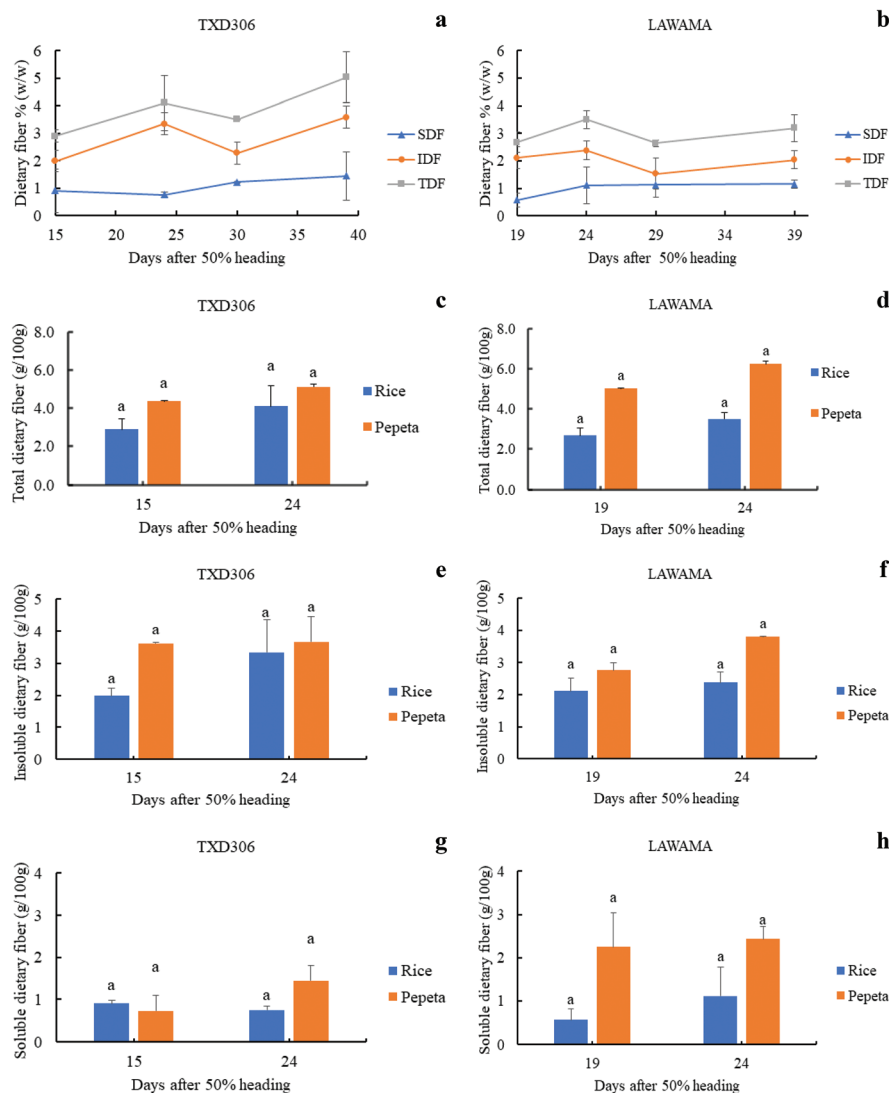 TXD306
a
Dietary fiber % (w/w)
6
5
4
3
2
1
0
15 20 25 30 35 40
Days after 50% heading
SDF
IDF
TDF
LAWAMA
b
Dietary fiber % (w/w)
6
5
4
3
2
1
0
19 24 29 34 39
Days after 50% heading
SDF
IDF
TDF
TXD306
c
Total dietary fiber (g/100g)
8.0
6.0
4.0
2.0
0.0
a a a a
15 24
Days after 50% heading
Rice
Pepeta
LAWAMA
d
Total dietary fiber (g/100g)
8.0
6.0
4.0
2.0
0.0
a a a a
19 24
Days after 50% heading
Rice
Pepeta
TXD306
e
Insoluble dietary fiber (g/100g)
5
4
3
2
1
0
a a a a
15 24
Days after 50% heading
Rice
Pepeta
LAWAMA
f
Insoluble dietary fiber (g/100g)
5
4
3
2
1
0
a a a a
19 24
Days after 50% heading
Rice
Pepeta
TXD306
g
Soluble dietary fiber (g/100g)
4
3
2
1
0
a a a a
15 24
Days after 50% heading
Rice
Pepeta
LAWAMA
h
Soluble dietary fiber (g/100g)
4
3
2
1
0
a a a a
19 24
Days after 50% heading
Rice
Pepeta